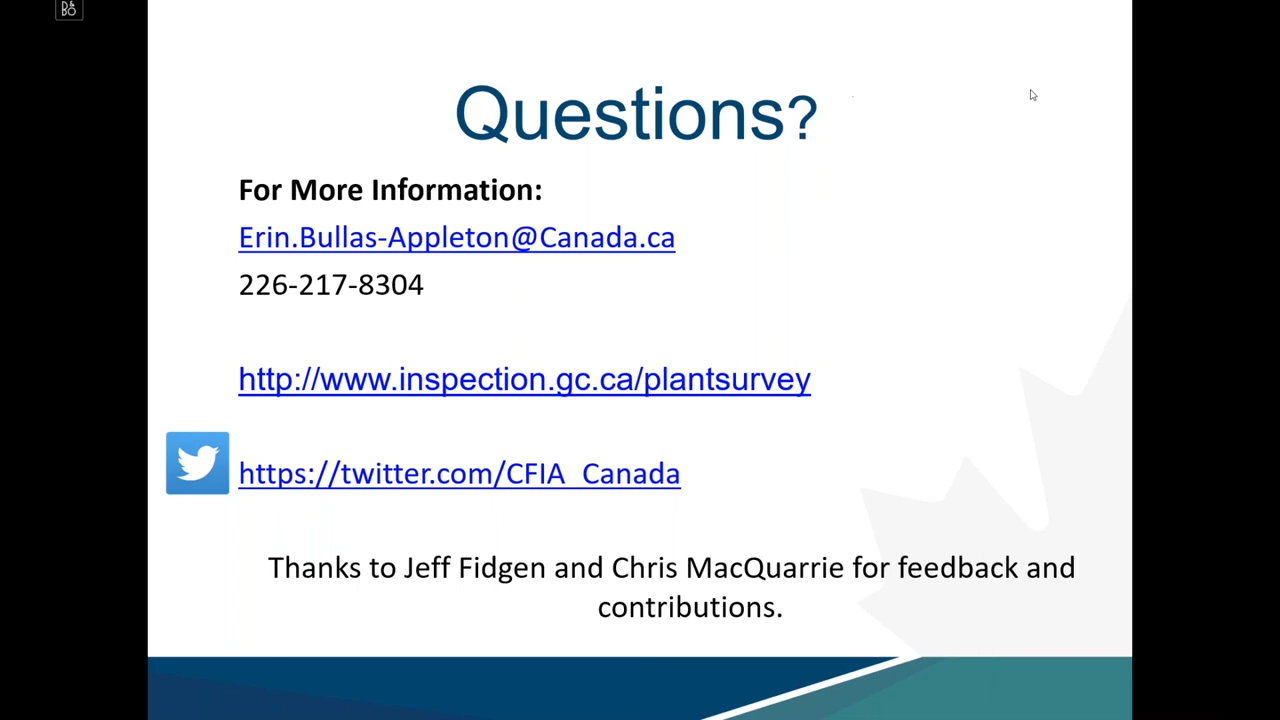 B&O
Questions?
For More Information:
Erin.Bullas-Appleton@Canada.ca
226-217-8304
http://www.inspection.gc.ca/plantsurvey
https://twitter.com/CFIA_Canada
Thanks to Jeff Fidgen and Chris MacQuarrie for feedback and
contributions.